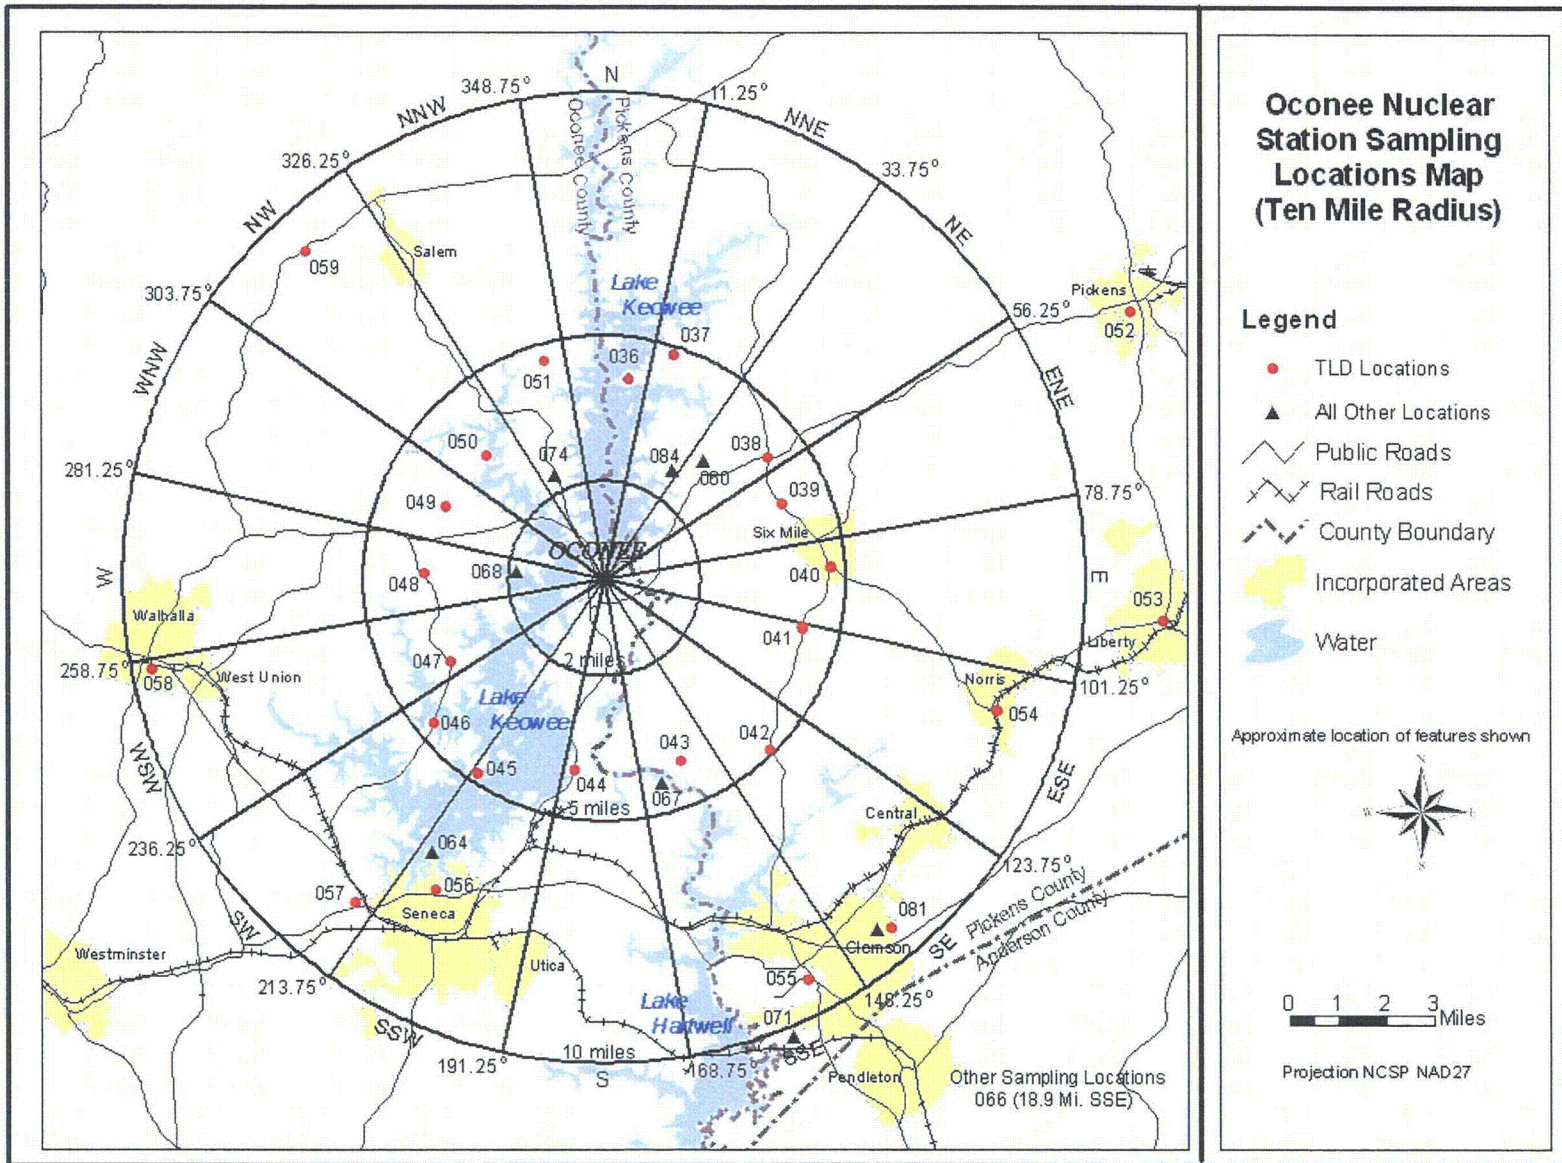 N
348.75°
11.25°
NNW
NNE
Oconee County
Pickens County
326.25°
33.75°
NW
NE
Salem
059
303.75°
Lake
Keowee
56.25°
Pickens
052
037
036
051
WNW
ENE
050
074
084
080
038
281.25°
78.75°
049
039
Six Mile
OCONEE
048
068
040
W
E
053
Walhalla
041
Liberty
258.75°
058
West Union
047
2 miles
101.25°
Norris
054
Lake
Keowee
046
043
042
045
044
067
5 miles
WSW
ESE
Central
236.25°
064
123.75°
057
056
Seneca
081
Clemson
Pickens County
Anderson County
SW
SE
Westminster
Utica
055
213.75°
148.25°
Lake
Hartwell
071
SSW
SSE
191.25°
10 miles
168.75°
S
Pendleton
Other Sampling Locations
066 (18.9 Mi. SSE)
Oconee Nuclear
Station Sampling
Locations Map
(Ten Mile Radius)
Legend
TLD Locations
All Other Locations
Public Roads
Rail Roads
County Boundary
Incorporated Areas
Water
Approximate location of features shown
N
W
E
S
0 1 2 3
Miles
Projection NCSP NAD27